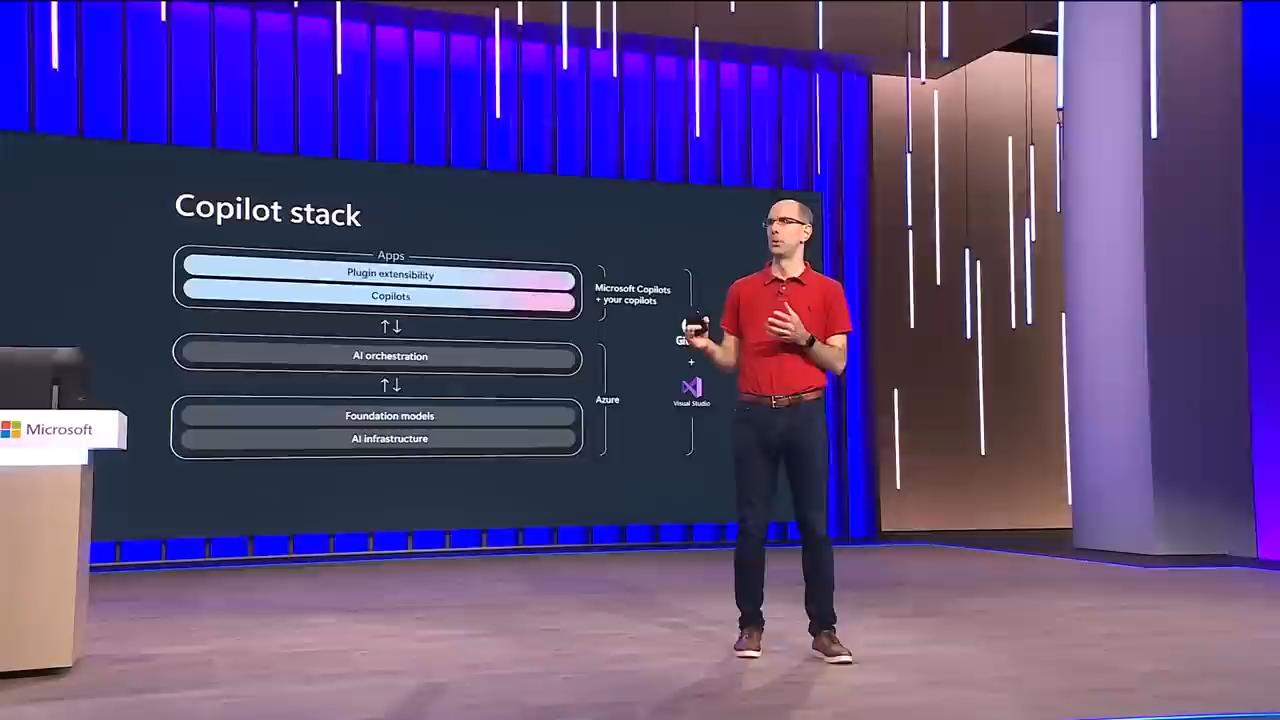 Copilot stack
Apps
Plugin extensibility
Copilots
↑↓
AI orchestration
↑↓
Foundation models
AI infrastructure
Microsoft Copilots
+ your copilots
Azure
+
Visual Studio
Microsoft